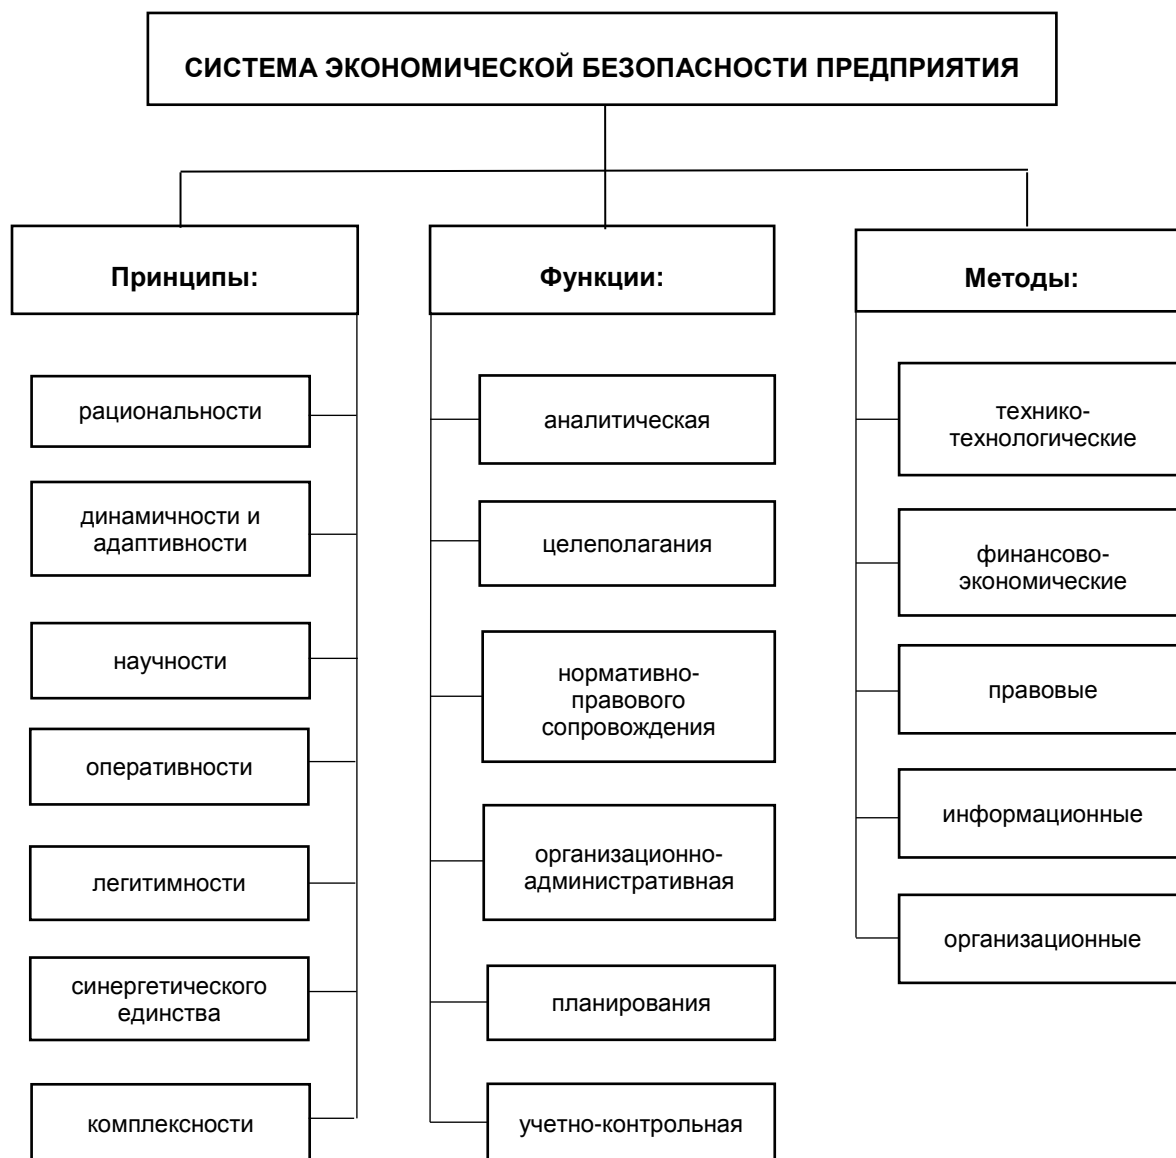 СИСТЕМА ЭКОНОМИЧЕСКОЙ БЕЗОПАСНОСТИ ПРЕДПРИЯТИЯ
Принципы:
рациональности
динамичности и
адаптивности
научности
оперативности
легитимности
синергетического
единства
комплексности
Функции:
аналитическая
целеполагания
нормативно-
правового
сопровождения
организационно-
административная
планирования
учетно-контрольная
Методы:
технико-
технологические
финансово-
экономические
правовые
информационные
организационные